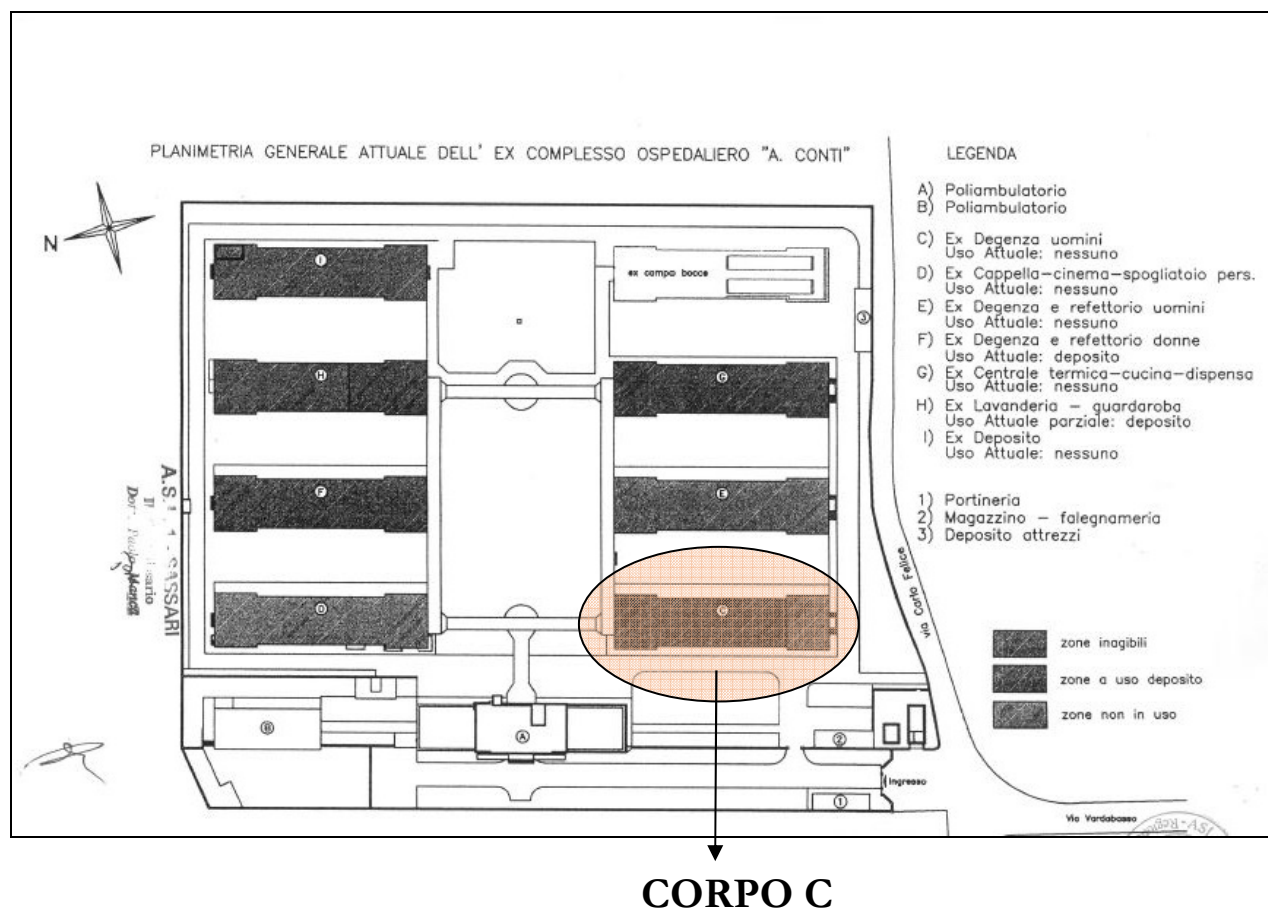 PLANIMETRIA GENERALE ATTUALE DELL' EX COMPLESSO OSPEDALIERO "A. CONTI"
N
LEGENDA
A) Poliambulatorio
B) Poliambulatorio
C) Ex Degenza uomini
Uso Attuale: nessuno
D) Ex Cappella-cinema-spogliatoio pers.
Uso Attuale: nessuno
E) Ex Degenza e refettorio uomini
Uso Attuale: nessuno
F) Ex Degenza e refettorio donne
Uso Attuale: deposito
G) Ex Centrale termica-cucina-dispensa
Uso Attuale: nessuno
H) Ex Lavanderia - guardaroba
Uso Attuale parziale: deposito
I) Ex Deposito
Uso Attuale: nessuno
1) Portineria
2) Magazzino - falegnameria
3) Deposito attrezzi
zone inagibili
zone a uso deposito
zone non in uso
I
ex campo bocce
3
H
G
F
E
D
C
B
A
2
1
Ingresso
via Carlo Felice
Via Vardabasso
SASSARI
CORPO C